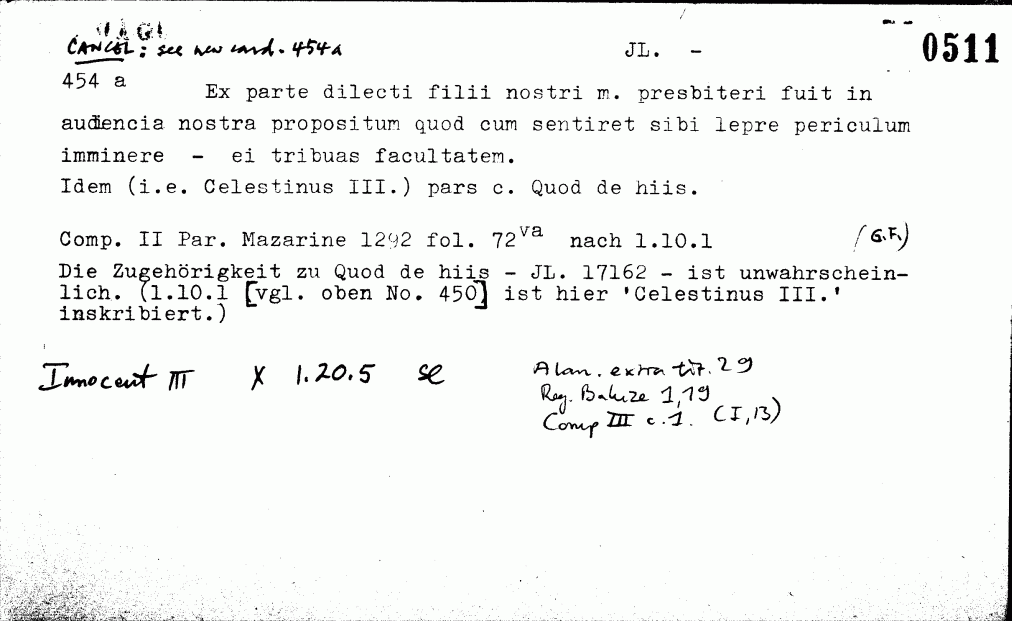 CANCEL: see new card. 454a
JL. -
0511
454 a
Ex parte dilecti filii nostri m. presbiteri fuit in
audiencia nostra propositum quod cum sentiret sibi lepre periculum
imminere - ei tribuas facultatem.
Idem (i.e. Celestinus III.) pars c. Quod de hiis.
Comp. II Par. Mazarine 1292 fol. 72va nach 1.10.1 (G.F.)
Die Zugehörigkeit zu Quod de hiis - JL. 17162 - ist unwahrschein-
lich. (1.10.1 [vgl. oben No. 450] ist hier 'Celestinus III.'
inskribiert.)
Innocent III X 1.20.5 se
Alan. extra tit. 29
Reg. Baluze 1,19
Comp III c.1. (I,13)